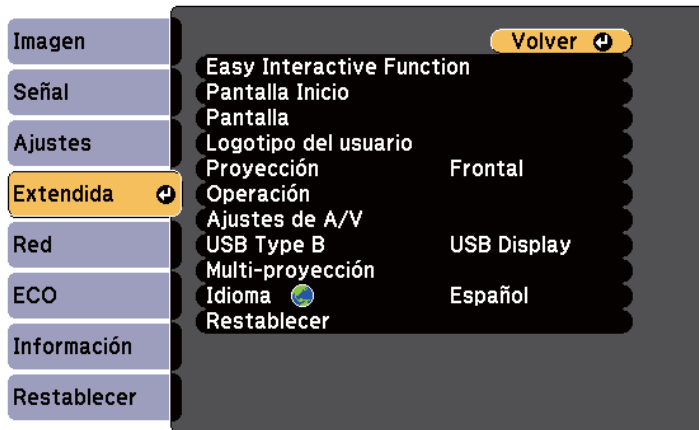 Imagen
Señal
Ajustes
Extendida
Red
ECO
Información
Restablecer
Volver
Easy Interactive Function
Pantalla Inicio
Pantalla
Logotipo del usuario
Proyección Frontal
Operación
Ajustes de A/V
USB Type B USB Display
Multi-proyección
Idioma Español
Restablecer